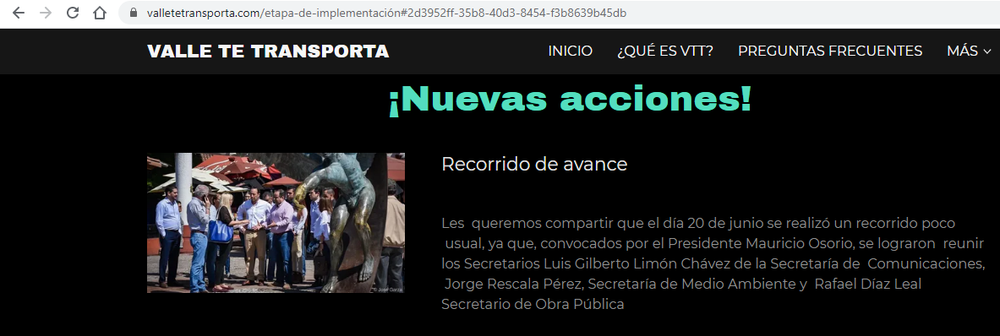 valletetransporta.com/etapa-de-implementación#2d3952ff-35b8-40d3-8454-f3b8639b45db
VALLE TE TRANSPORTA
INICIO
¿QUÉ ES VTT?
PREGUNTAS FRECUENTES
MÁS
¡Nuevas acciones!
Recorrido de avance
Les queremos compartir que el día 20 de junio se realizó un recorrido poco
usual, ya que, convocados por el Presidente Mauricio Osorio, se lograron reunir
los Secretarios Luis Gilberto Limón Chávez de la Secretaría de Comunicaciones,
Jorge Rescala Pérez, Secretaría de Medio Ambiente y Rafael Díaz Leal
Secretario de Obra Pública